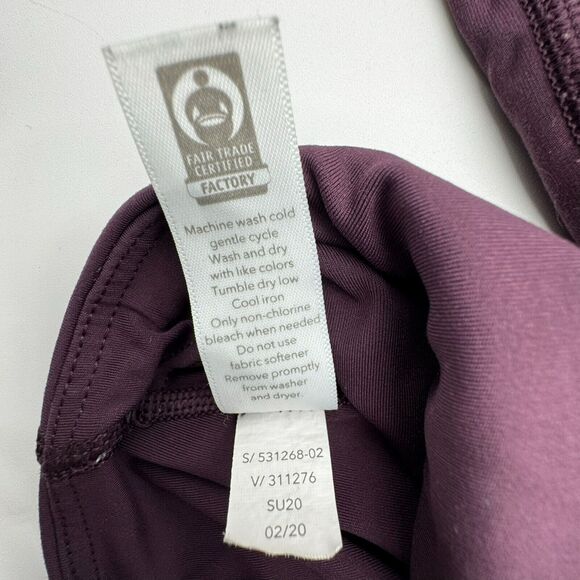 FAIR TRADE
CERTIFIED
FACTORY
Machine wash cold
gentle cycle
Wash and dry
with like colors
Tumble dry low
Cool iron
Only non-chlorine
bleach when needed
Do not use
fabric softener
Remove promptly
from washer
and dryer.
S/ 531268-02
V/ 311276
SU20
02/20